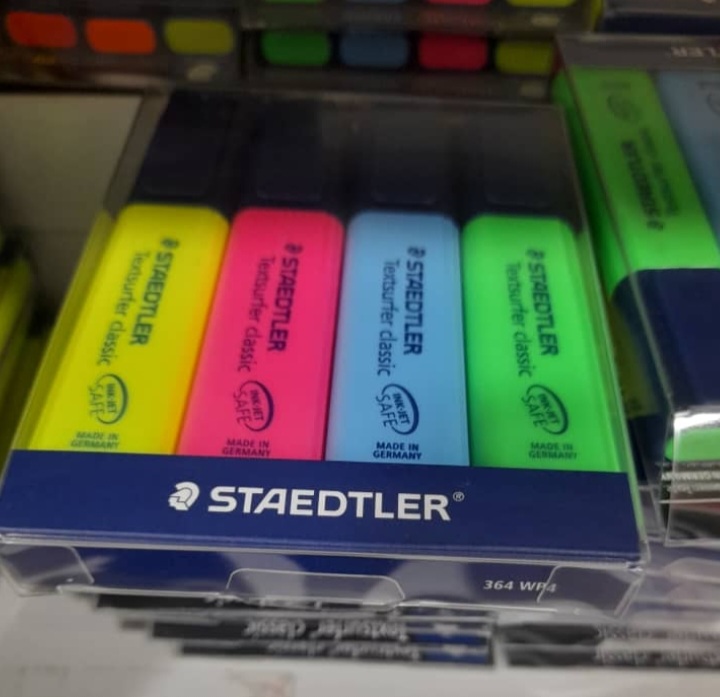 STAEDTLER
Textsurfer classic
INK-JET
SAFE
MADE IN
GERMANY
STAEDTLER
Textsurfer classic
INK-JET
SAFE
MADE IN
GERMANY
STAEDTLER
Textsurfer classic
INK-JET
SAFE
MADE IN
GERMANY
STAEDTLER
Textsurfer classic
INK-JET
SAFE
MADE IN
GERMANY
STAEDTLER®
364 WP4
STAEDTLER